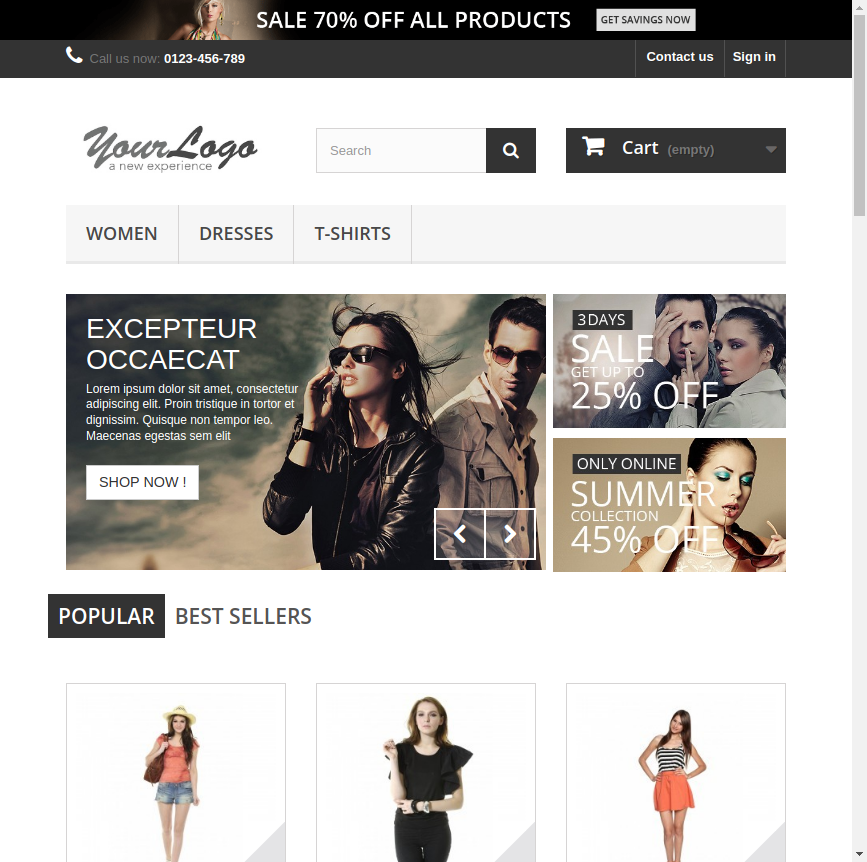 SALE 70% OFF ALL PRODUCTS
GET SAVINGS NOW
Call us now: 0123-456-789
Contact us
Sign in
YourLogo
a new experience
Search
Cart (empty)
WOMEN
DRESSES
T-SHIRTS
EXCEPTEUR
OCCAECAT
Lorem ipsum dolor sit amet, consectetur
adipiscing elit. Proin tristique in tortor et
dignissim. Quisque non tempor leo.
Maecenas egestas sem elit
SHOP NOW !
3DAYS
SALE
GET UP TO
25% OFF
ONLY ONLINE
SUMMER
COLLECTION
45% OFF
POPULAR
BEST SELLERS